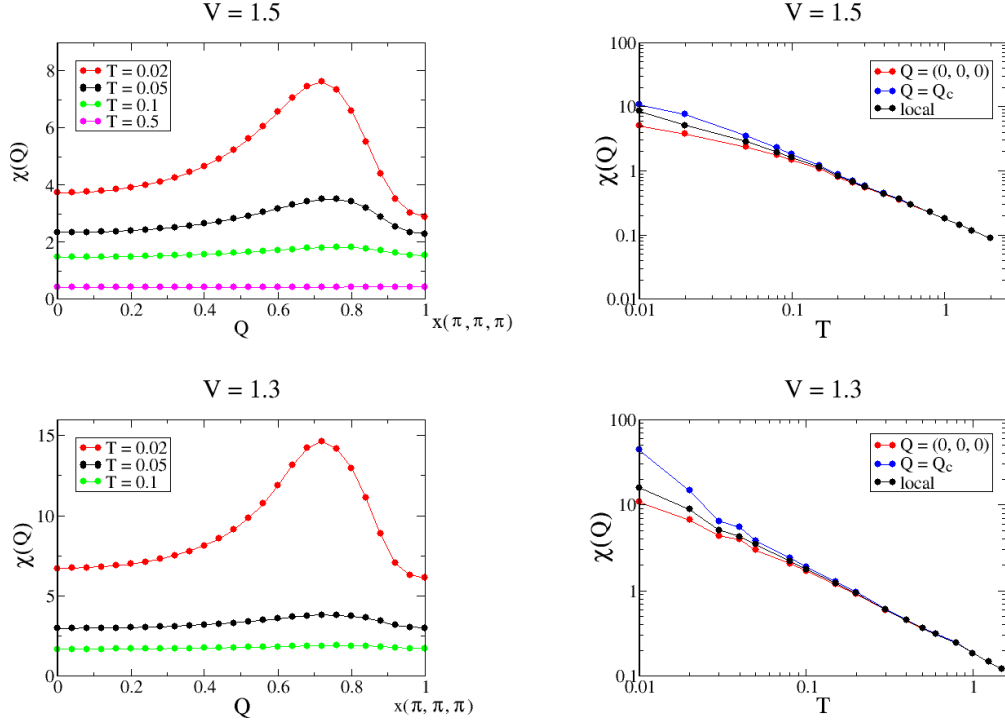 V = 1.5
8
6
4
2
0
χ(Q)
T = 0.02
T = 0.05
T = 0.1
T = 0.5
0
0.2
0.4
0.6
0.8
1
Q
x(π, π, π)
V = 1.5
100
10
1
0.1
0.01
χ(Q)
Q = (0, 0, 0)
Q = Qc
local
0.01
0.1
1
T
V = 1.3
15
10
5
0
χ(Q)
T = 0.02
T = 0.05
T = 0.1
0
0.2
0.4
0.6
0.8
1
Q
x(π, π, π)
V = 1.3
100
10
1
0.1
χ(Q)
Q = (0, 0, 0)
Q = Qc
local
0.01
0.1
1
T